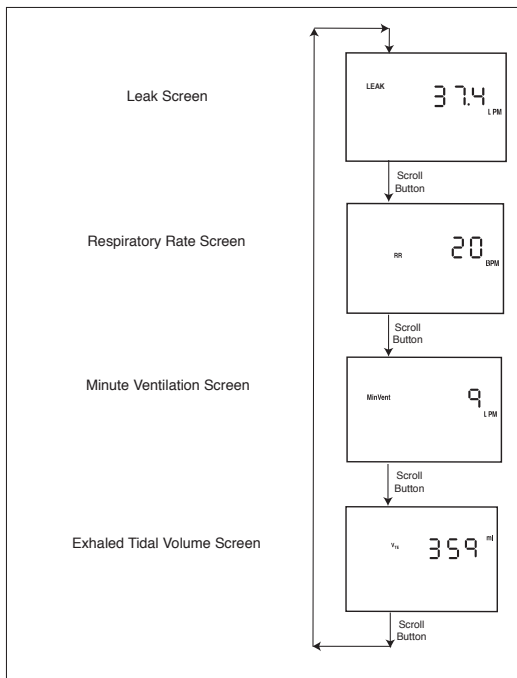 Leak Screen
LEAK
37.4
LPM
Scroll
Button
Respiratory Rate Screen
RR
20
BPM
Scroll
Button
Minute Ventilation Screen
MinVent
9
LPM
Scroll
Button
Exhaled Tidal Volume Screen
VTE
359
ml
Scroll
Button